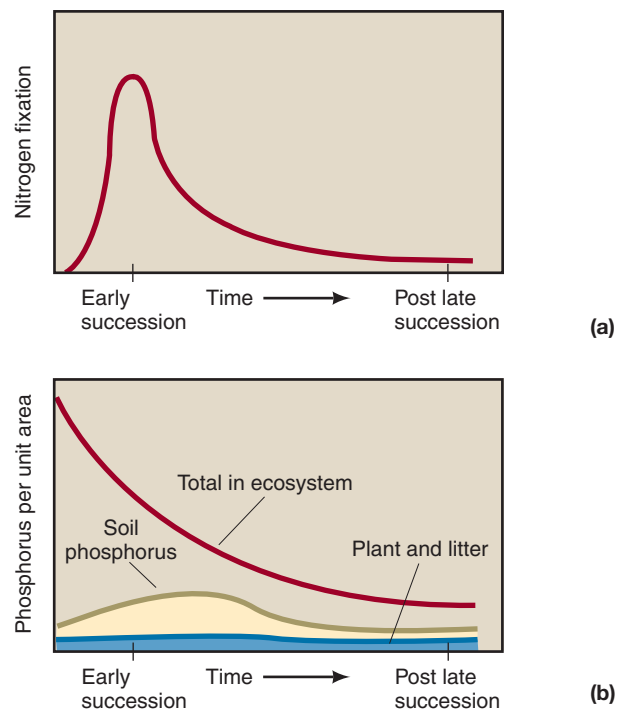 Nitrogen fixation
Early
succession
Time
Post late
succession
(a)
Phosphorus per unit area
Total in ecosystem
Soil
phosphorus
Plant and litter
Early
succession
Time
Post late
succession
(b)